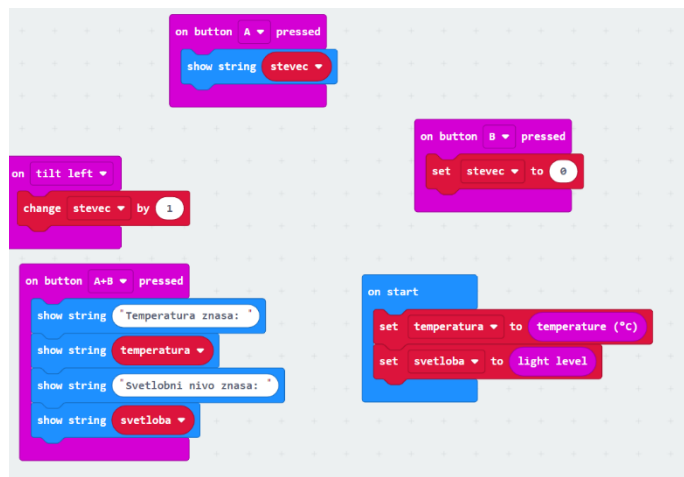 on button A pressed
show string stevec
on button B pressed
set stevec to 0
on tilt left
change stevec by 1
on button A+B pressed
show string "Temperatura znasa: "
show string temperatura
show string "Svetlobni nivo znasa: "
show string svetloba
on start
set temperatura to temperature (°C)
set svetloba to light level